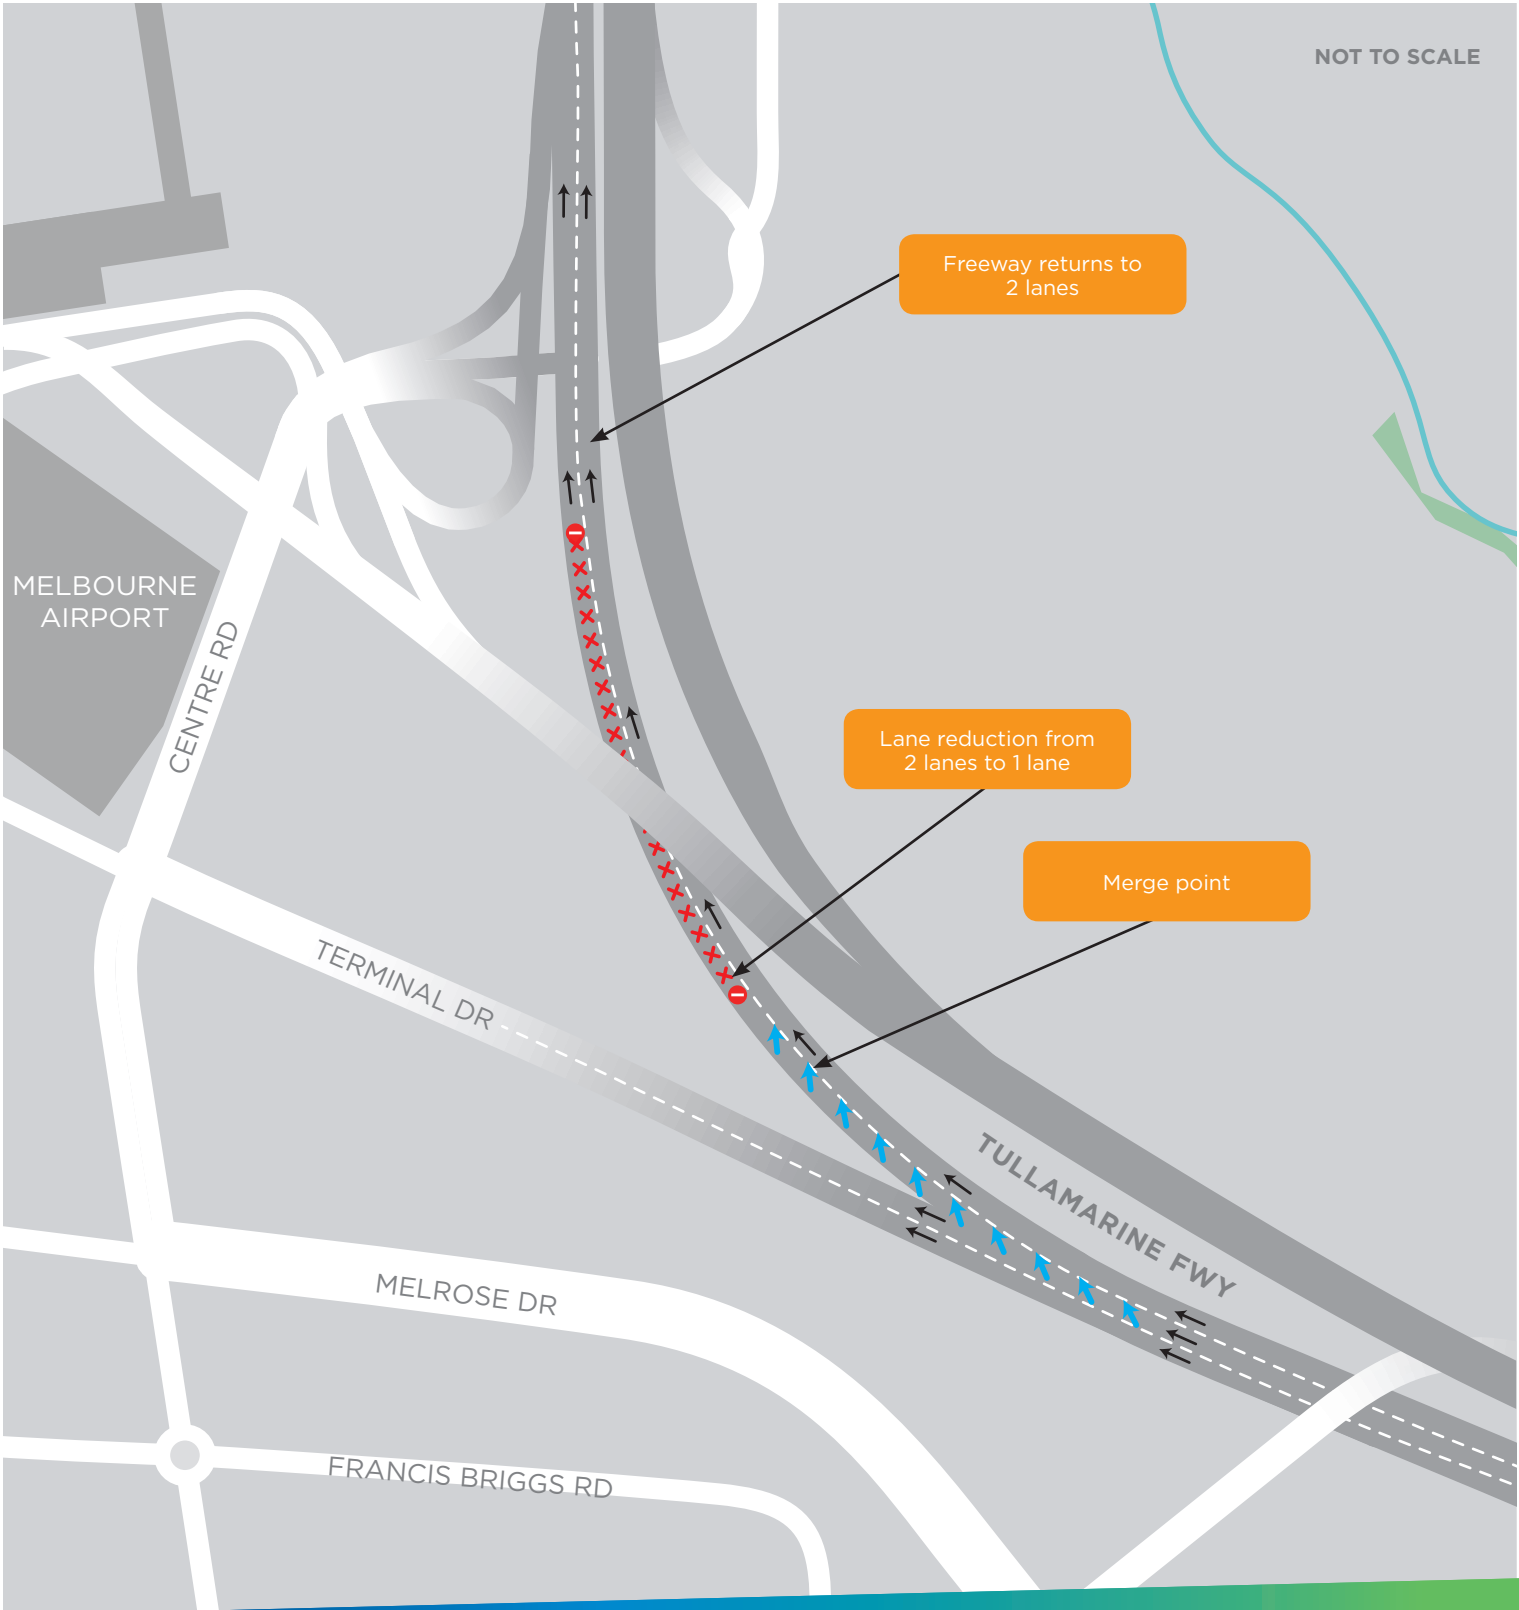 NOT TO SCALE
Freeway returns to
2 lanes
MELBOURNE
AIRPORT
CENTRE RD
Lane reduction from
2 lanes to 1 lane
Merge point
TERMINAL DR
TULLAMARINE FWY
MELROSE DR
FRANCIS BRIGGS RD